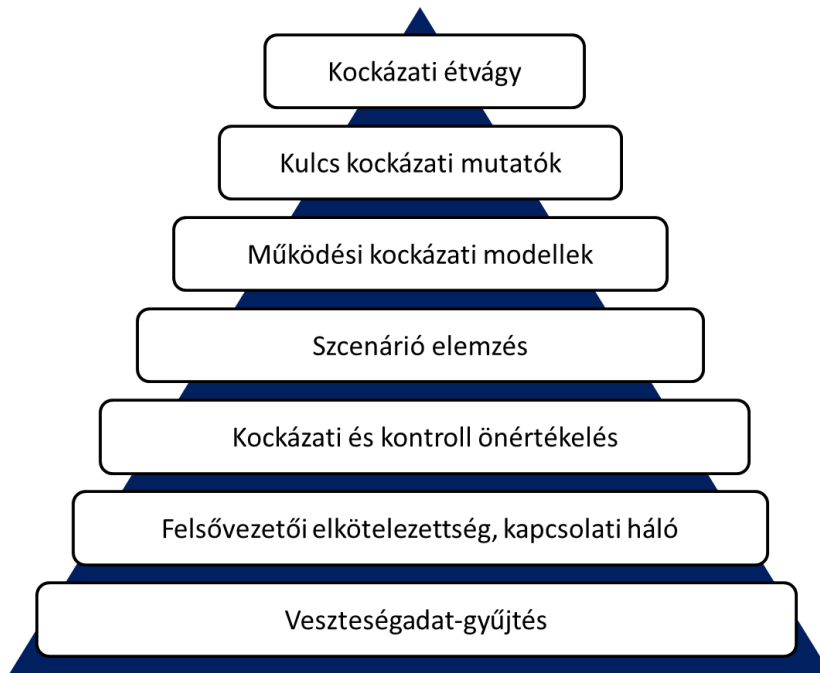 Kockázati étvágy
Kulcs kockázati mutatók
Működési kockázati modellek
Szcenárió elemzés
Kockázati és kontroll önértékelés
Felsővezetői elkötelezettség, kapcsolati háló
Veszteségadat-gyűjtés